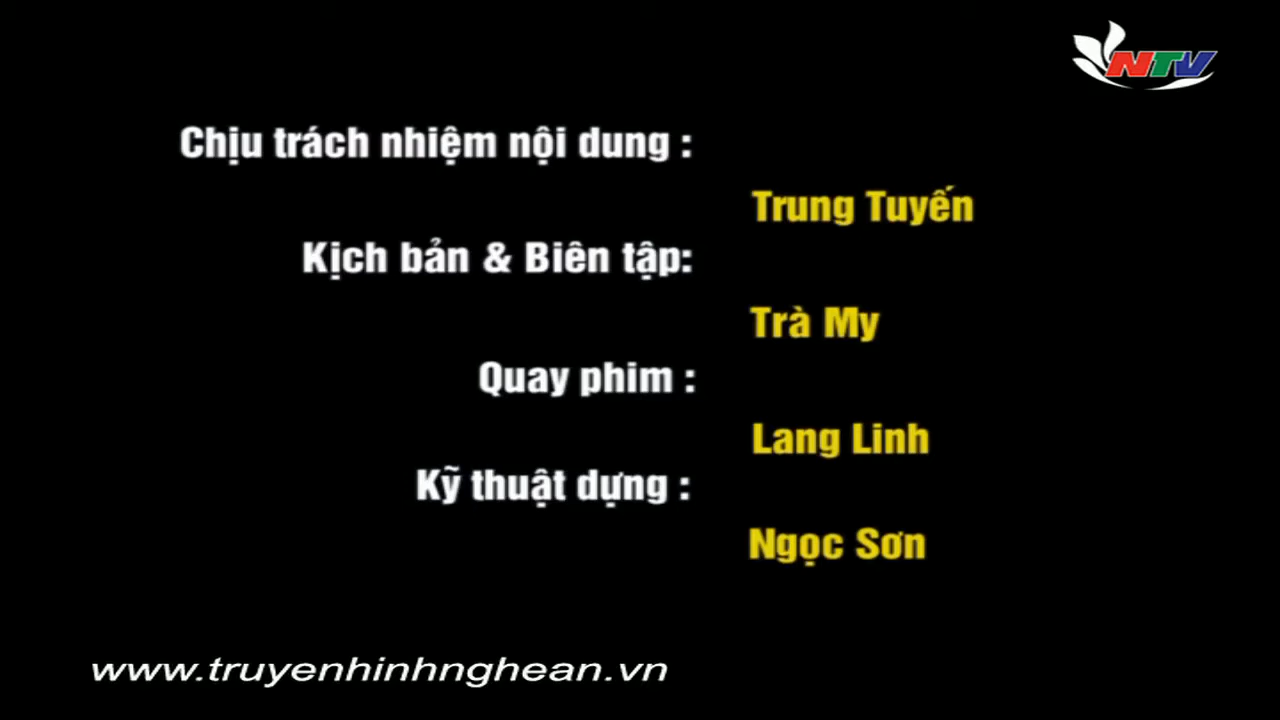 NTV
Chịu trách nhiệm nội dung :
Trung Tuyến
Kịch bản & Biên tập:
Trà My
Quay phim :
Lang Linh
Kỹ thuật dựng :
Ngọc Sơn
www.truyenhinhnghean.vn